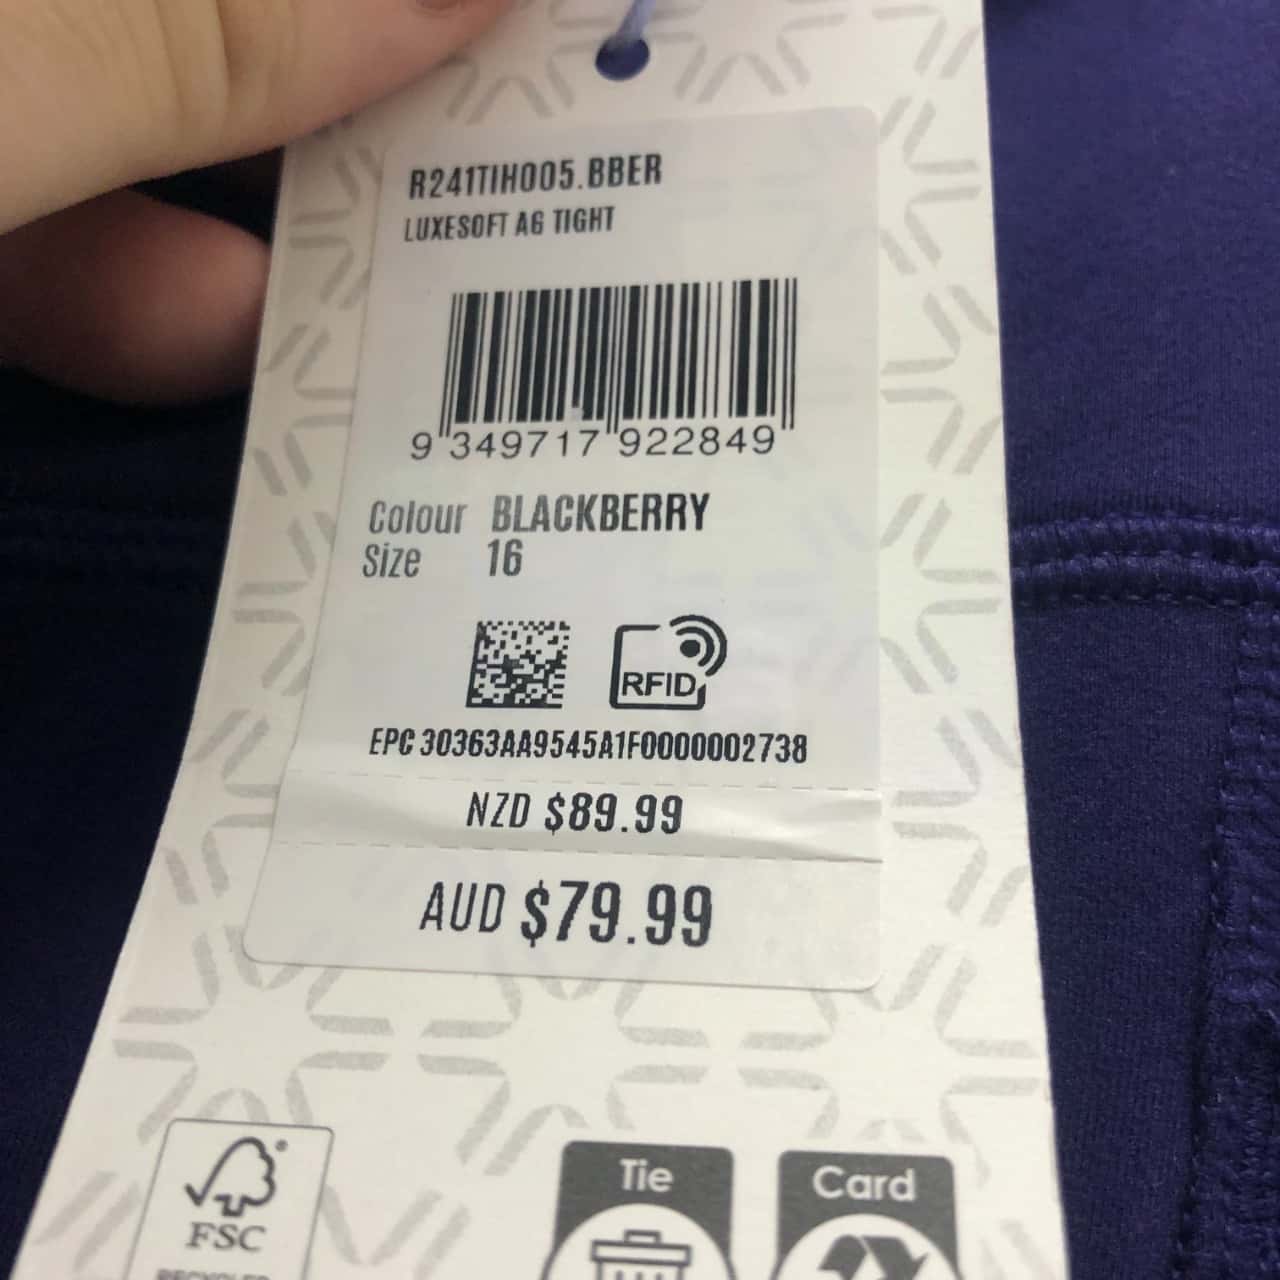 R241TIH005.BBER
LUXESOFT AG TIGHT
9 349717 922849
Colour BLACKBERRY
Size 16
RFID
EPC 30363AA9545A1F0000002738
NZD $89.99
AUD $79.99
FSC
Tie
Card